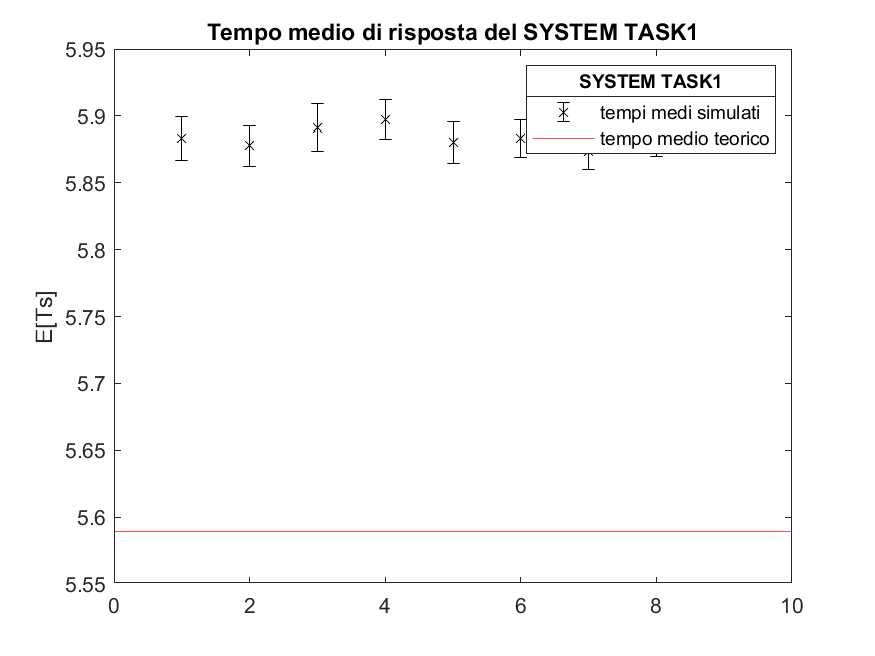 Tempo medio di risposta del SYSTEM TASK1
5.95
5.9
5.85
5.8
5.75
5.7
5.65
5.6
5.55
E[Ts]
SYSTEM TASK1
tempi medi simulati
tempo medio teorico
0 2 4 6 8 10